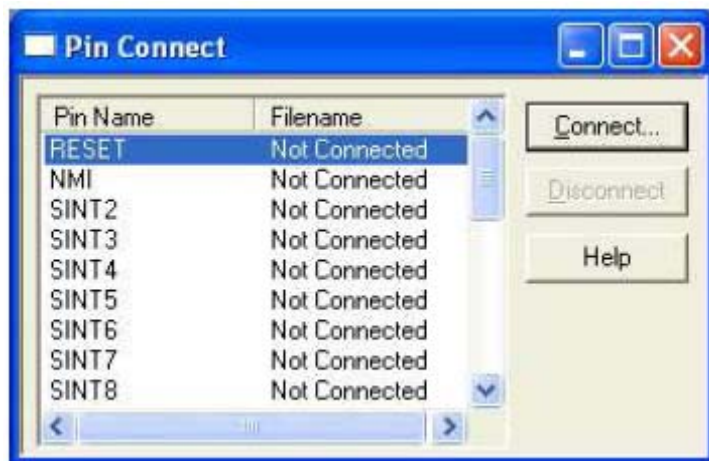 Pin Connect
Pin Name Filename
RESET Not Connected
NMI Not Connected
SINT2 Not Connected
SINT3 Not Connected
SINT4 Not Connected
SINT5 Not Connected
SINT6 Not Connected
SINT7 Not Connected
SINT8 Not Connected
Connect...
Disconnect
Help